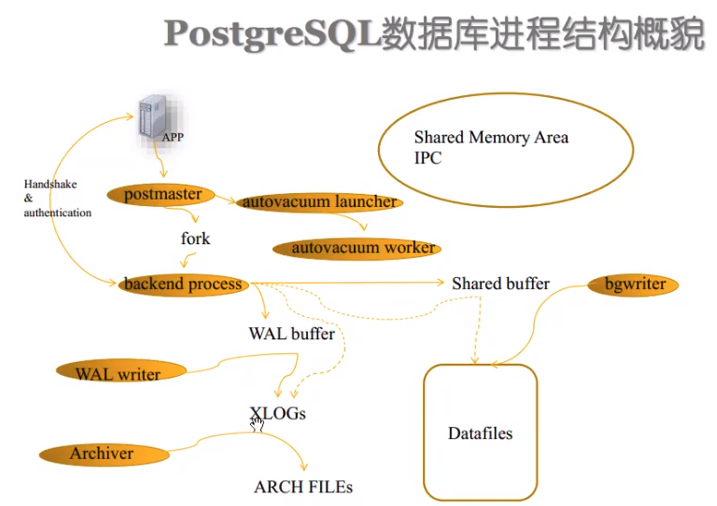 PostgreSQL数据库进程结构概貌
APP
Shared Memory Area
IPC
Handshake
&
authentication
postmaster
autovacuum launcher
fork
autovacuum worker
backend process
Shared buffer
bgwriter
WAL buffer
WAL writer
XLOGs
Datafiles
Archiver
ARCH FILEs